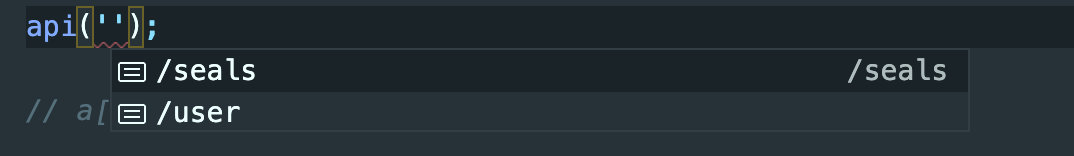 api('');
/seals /seals
/user
// a[